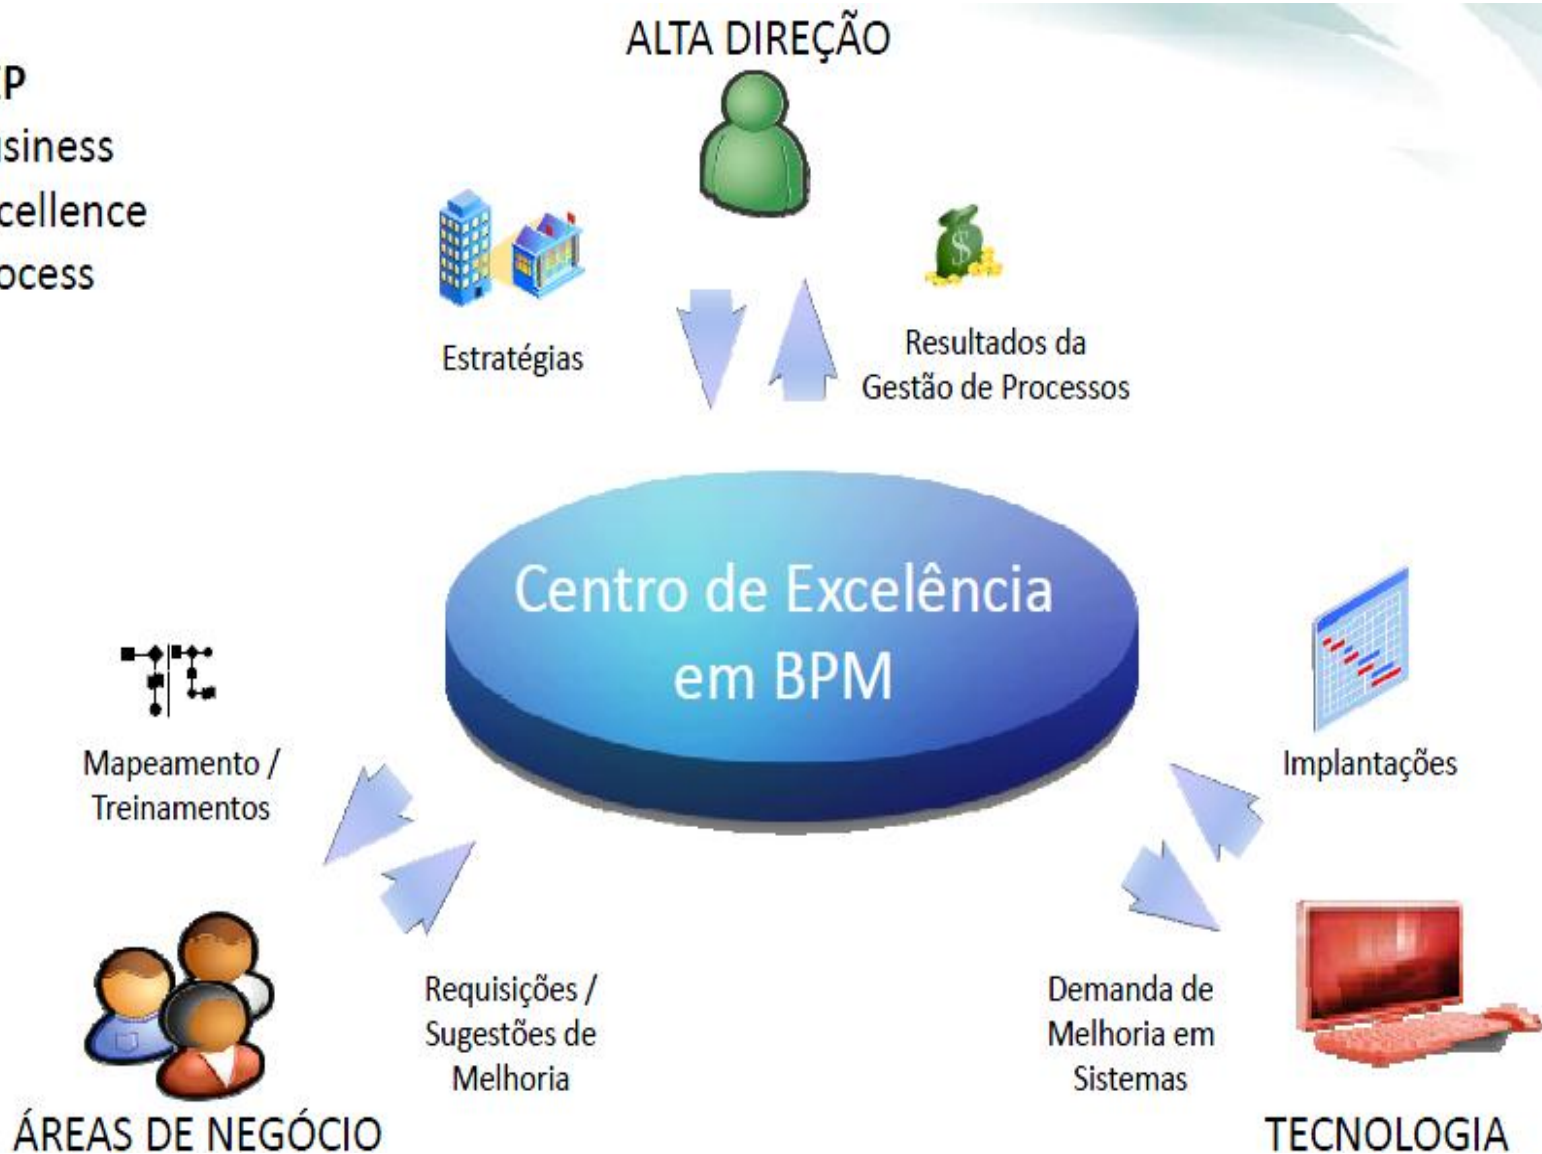 ALTA DIREÇÃO
Estratégias
Resultados da
Gestão de Processos
Centro de Excelência
em BPM
Mapeamento /
Treinamentos
Implantações
Requisições /
Sugestões de
Melhoria
Demanda de
Melhoria em
Sistemas
ÁREAS DE NEGÓCIO
TECNOLOGIA